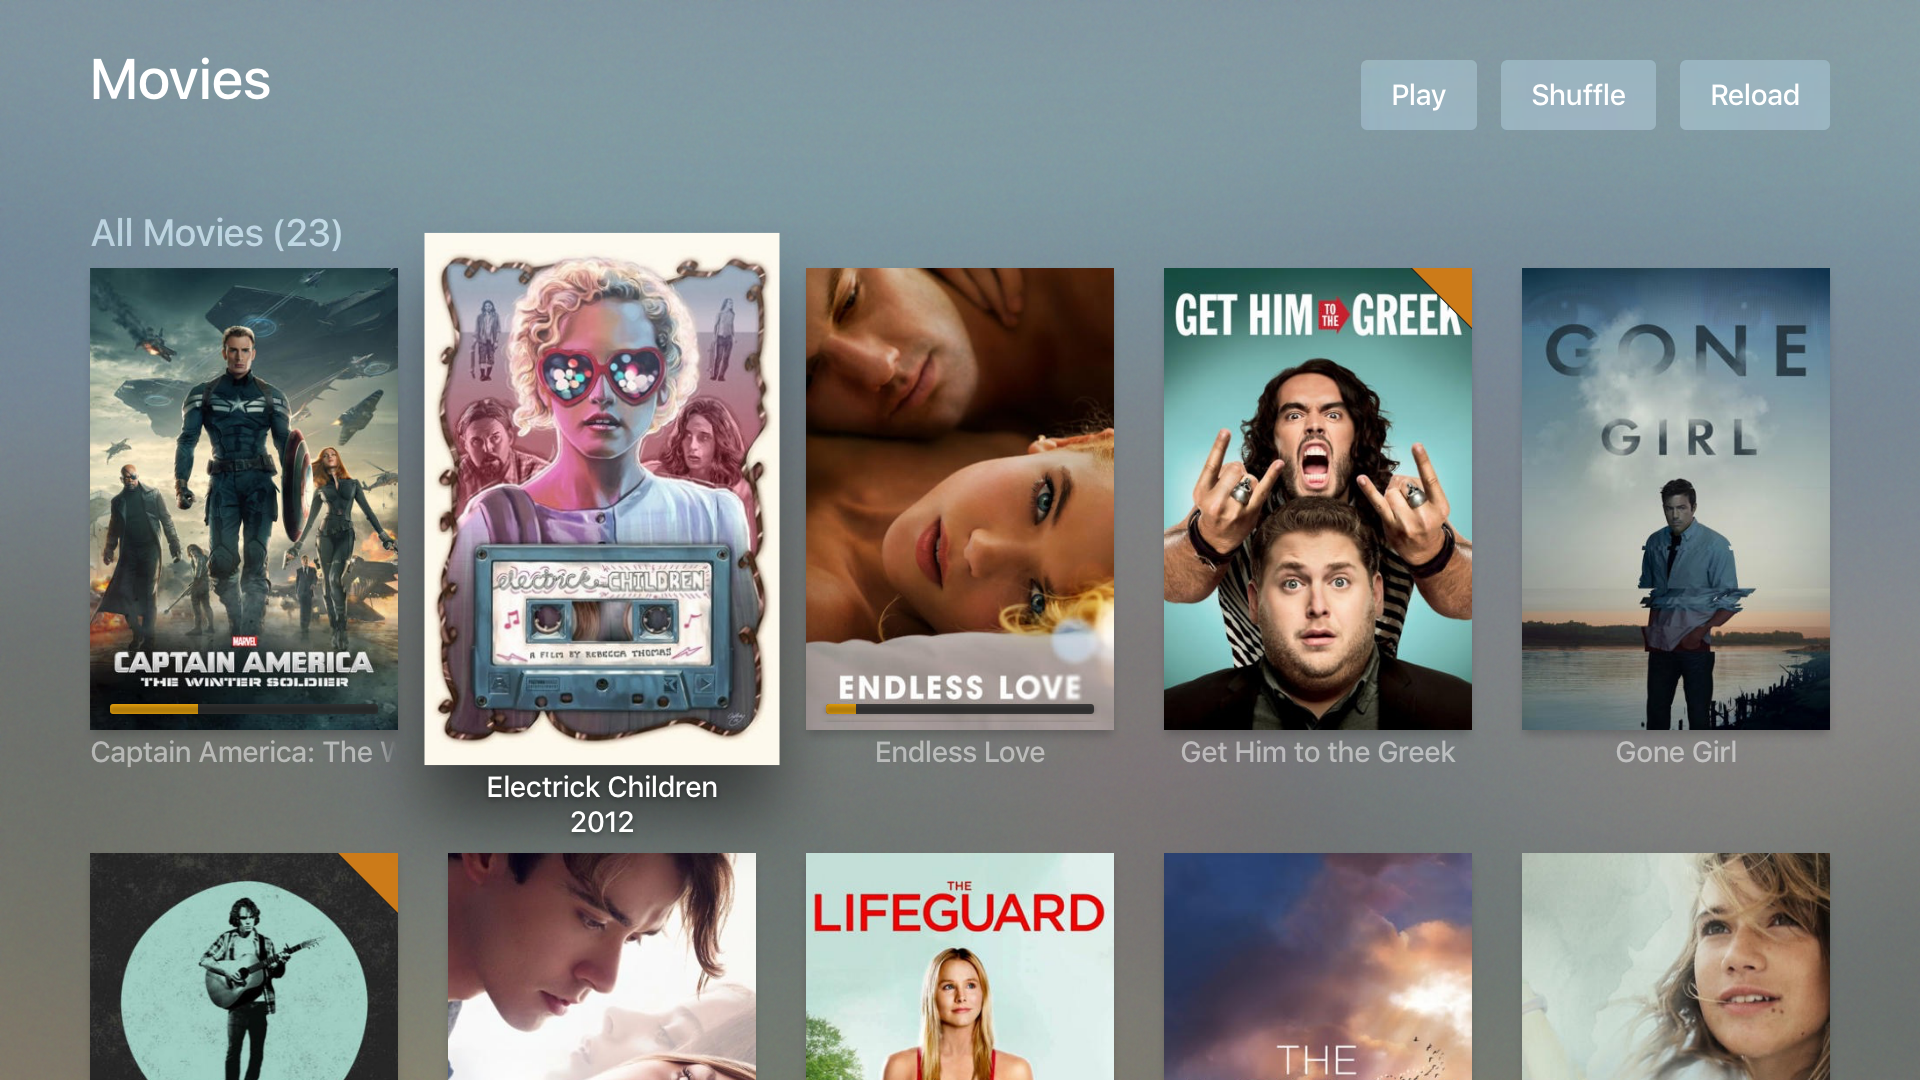 Movies
Play
Shuffle
Reload
All Movies (23)
MARVEL
CAPTAIN AMERICA
THE WINTER SOLDIER
Captain America: The
electrick CHILDREN
A FILM BY REBECCA THOMAS
Electrick Children
2012
ENDLESS LOVE
Endless Love
GET HIM TO THE GREEK
Get Him to the Greek
GONE
GIRL
Gone Girl
THE
LIFEGUARD
THE